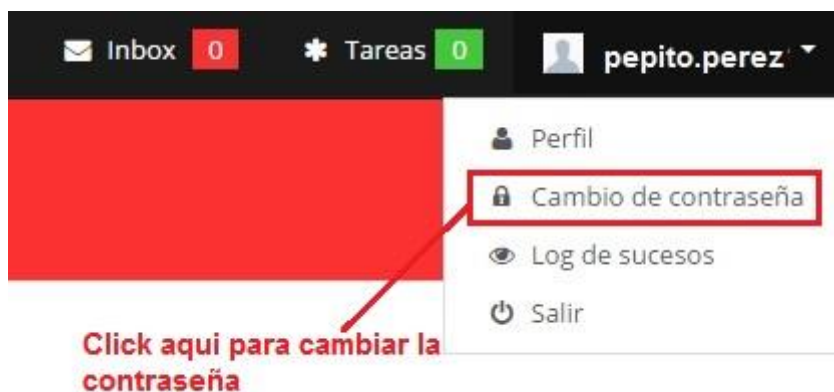 Inbox 0 Tareas 0 pepito.perez
Perfil
Cambio de contraseña
Log de sucesos
Salir
Click aqui para cambiar la
contraseña